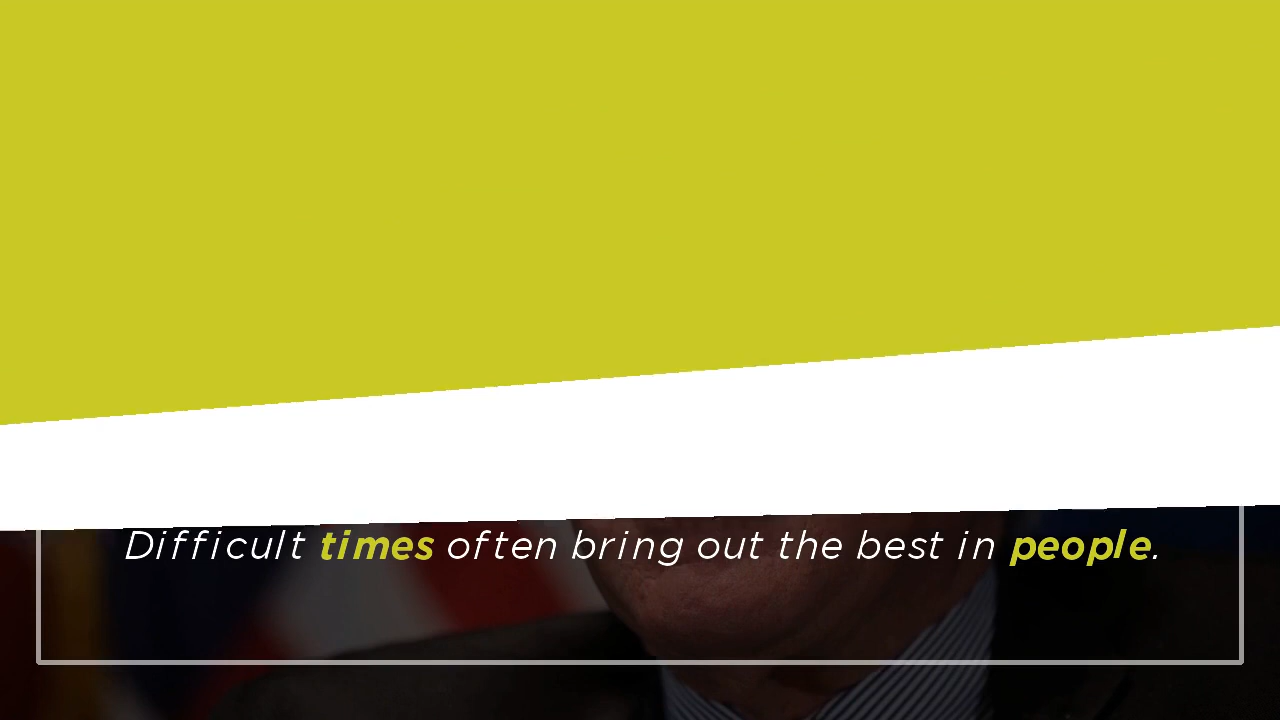 Difficult times often bring out the best in people.